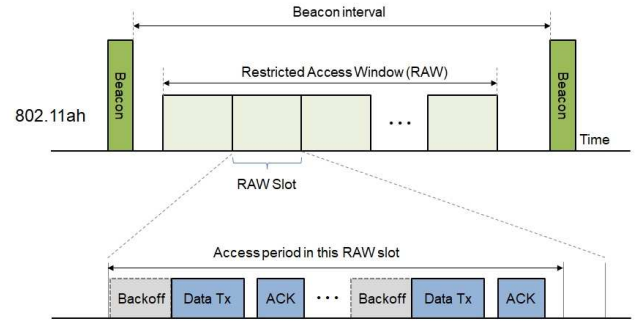 Beacon interval
Beacon
Restricted Access Window (RAW)
Beacon
802.11ah
• • •
Time
RAW Slot
Access period in this RAW slot
Backoff Data Tx ACK • • • Backoff Data Tx ACK